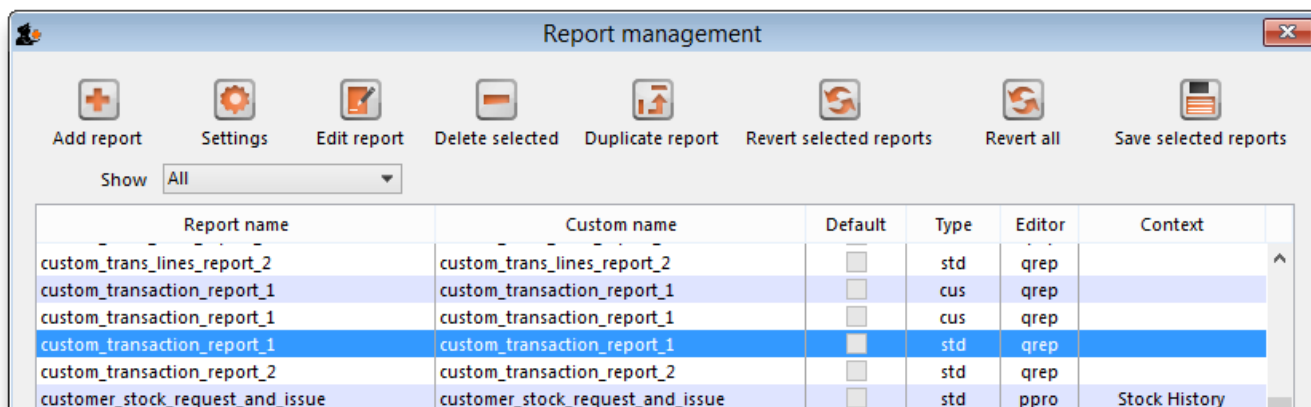 Report management
Add report Settings Edit report Delete selected Duplicate report Revert selected reports Revert all Save selected reports
Show All
Report name Custom name Default Type Editor Context
custom_trans_lines_report_2 custom_trans_lines_report_2 std qrep
custom_transaction_report_1 custom_transaction_report_1 cus qrep
custom_transaction_report_1 custom_transaction_report_1 cus qrep
custom_transaction_report_1 custom_transaction_report_1 std qrep
custom_transaction_report_2 custom_transaction_report_2 std qrep
customer_stock_request_and_issue customer_stock_request_and_issue std ppro Stock History